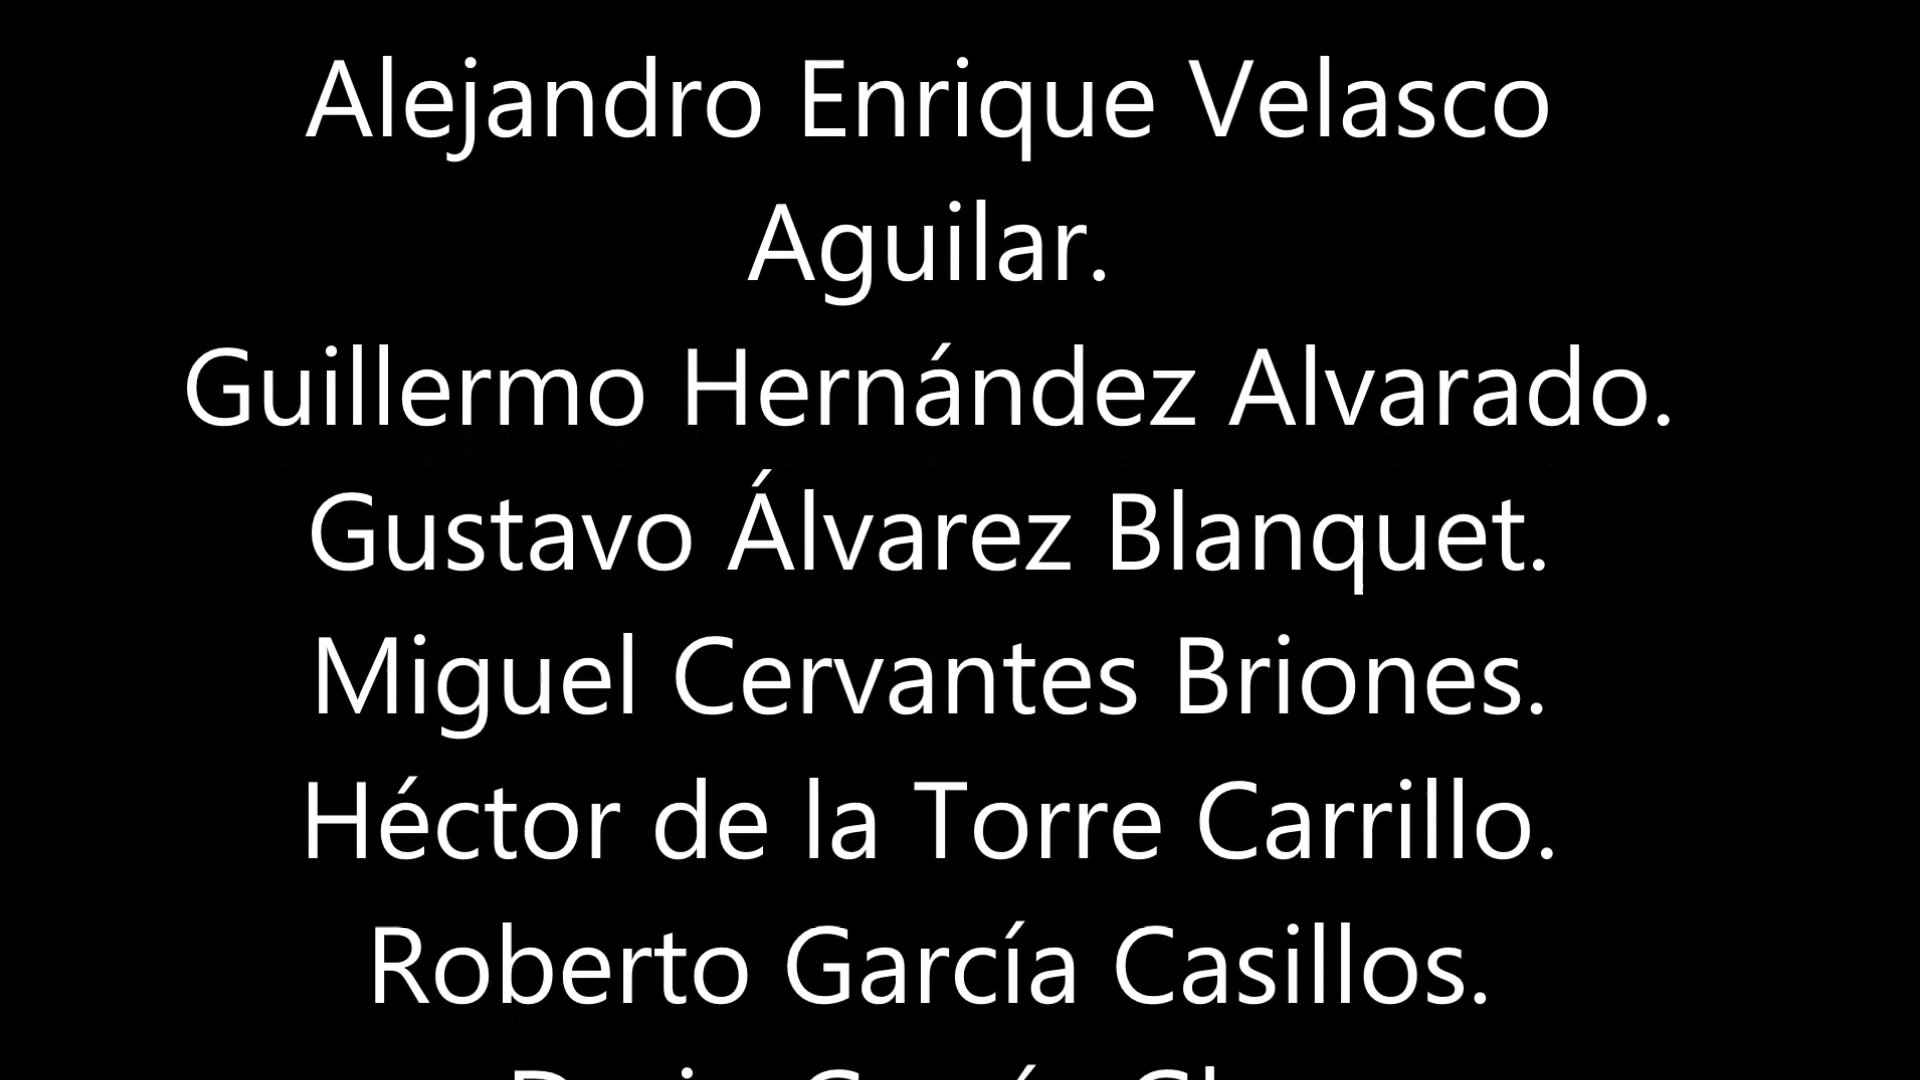 Alejandro Enrique Velasco
Aguilar.
Guillermo Hernández Alvarado.
Gustavo Álvarez Blanquet.
Miguel Cervantes Briones.
Héctor de la Torre Carrillo.
Roberto García Casillos.